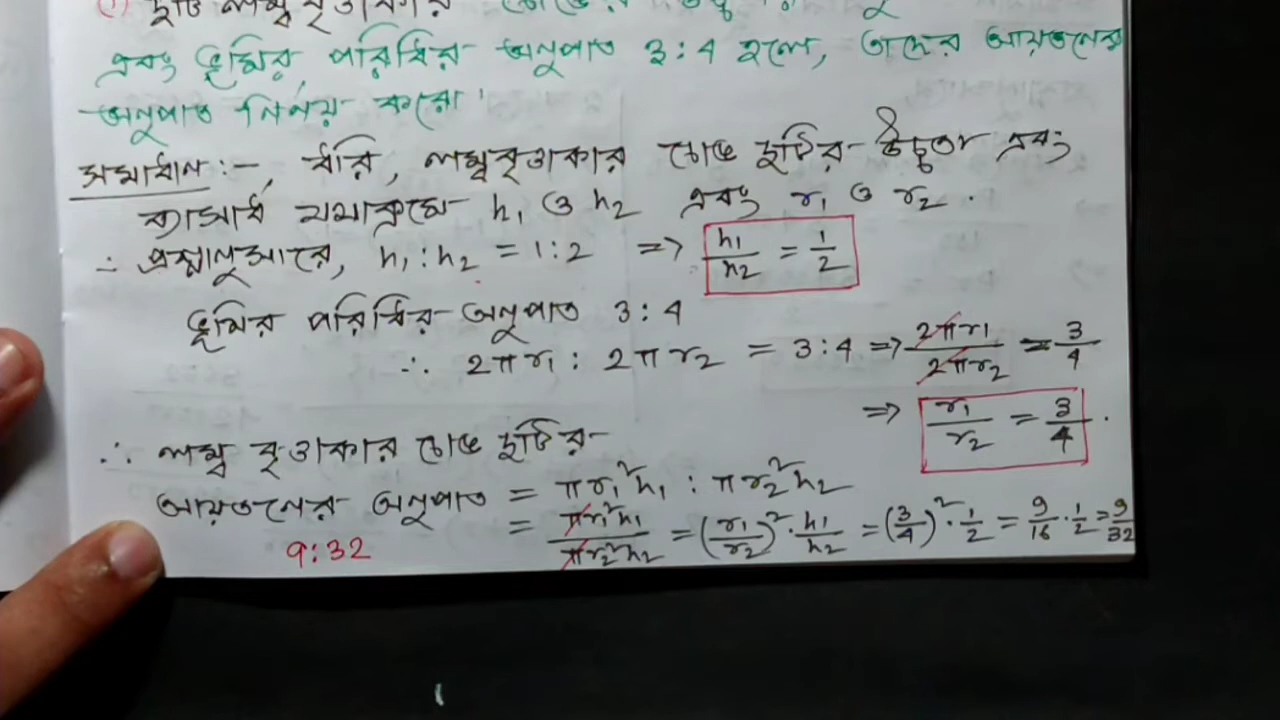 দুটি লম্ব বৃত্তাকার চোঙের
এবং ভূমির পরিধির অনুপাত 3:4 হলে, তাদের আয়তনের
অনুপাত নির্নয় করো।
সমাধান :-, ধরি, লম্ববৃত্তাকার চোঙ দুটির উচ্চতা এবং
ব্যাসার্ধ যথাক্রমে h₁ ও h₂ এবং r₁ ও r₂ .
∴ প্রশ্নানুসারে, h₁ : h₂ = 1:2 => h₁/h₂ = 1/2
ভূমির পরিধির অনুপাত 3:4
∴ 2πr₁ : 2πr₂ = 3:4 => 2πr₁/2πr₂ = 3/4
=> r₁/r₂ = 3/4 .
∴ লম্ব বৃত্তাকার চোঙ দুটির
আয়তনের অনুপাত = πr₁²h₁ : πr₂²h₂
= πr₁²h₁/πr₂²h₂ = (r₁/r₂)² · h₁/h₂ = (3/4)² · 1/2 = 9/16 · 1/2 = 9/32
9:32